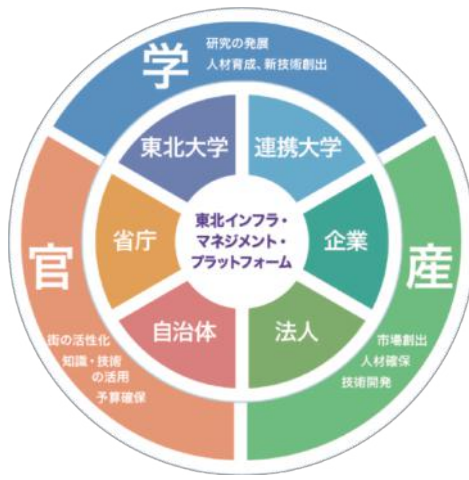 学
研究の発展
人材育成、新技術創出
東北大学
連携大学
省庁
東北インフラ・
マネジメント・
プラットフォーム
企業
官
産
自治体
法人
街の活性化
知識・技術
の活用
予算確保
市場創出
人材確保
技術開発